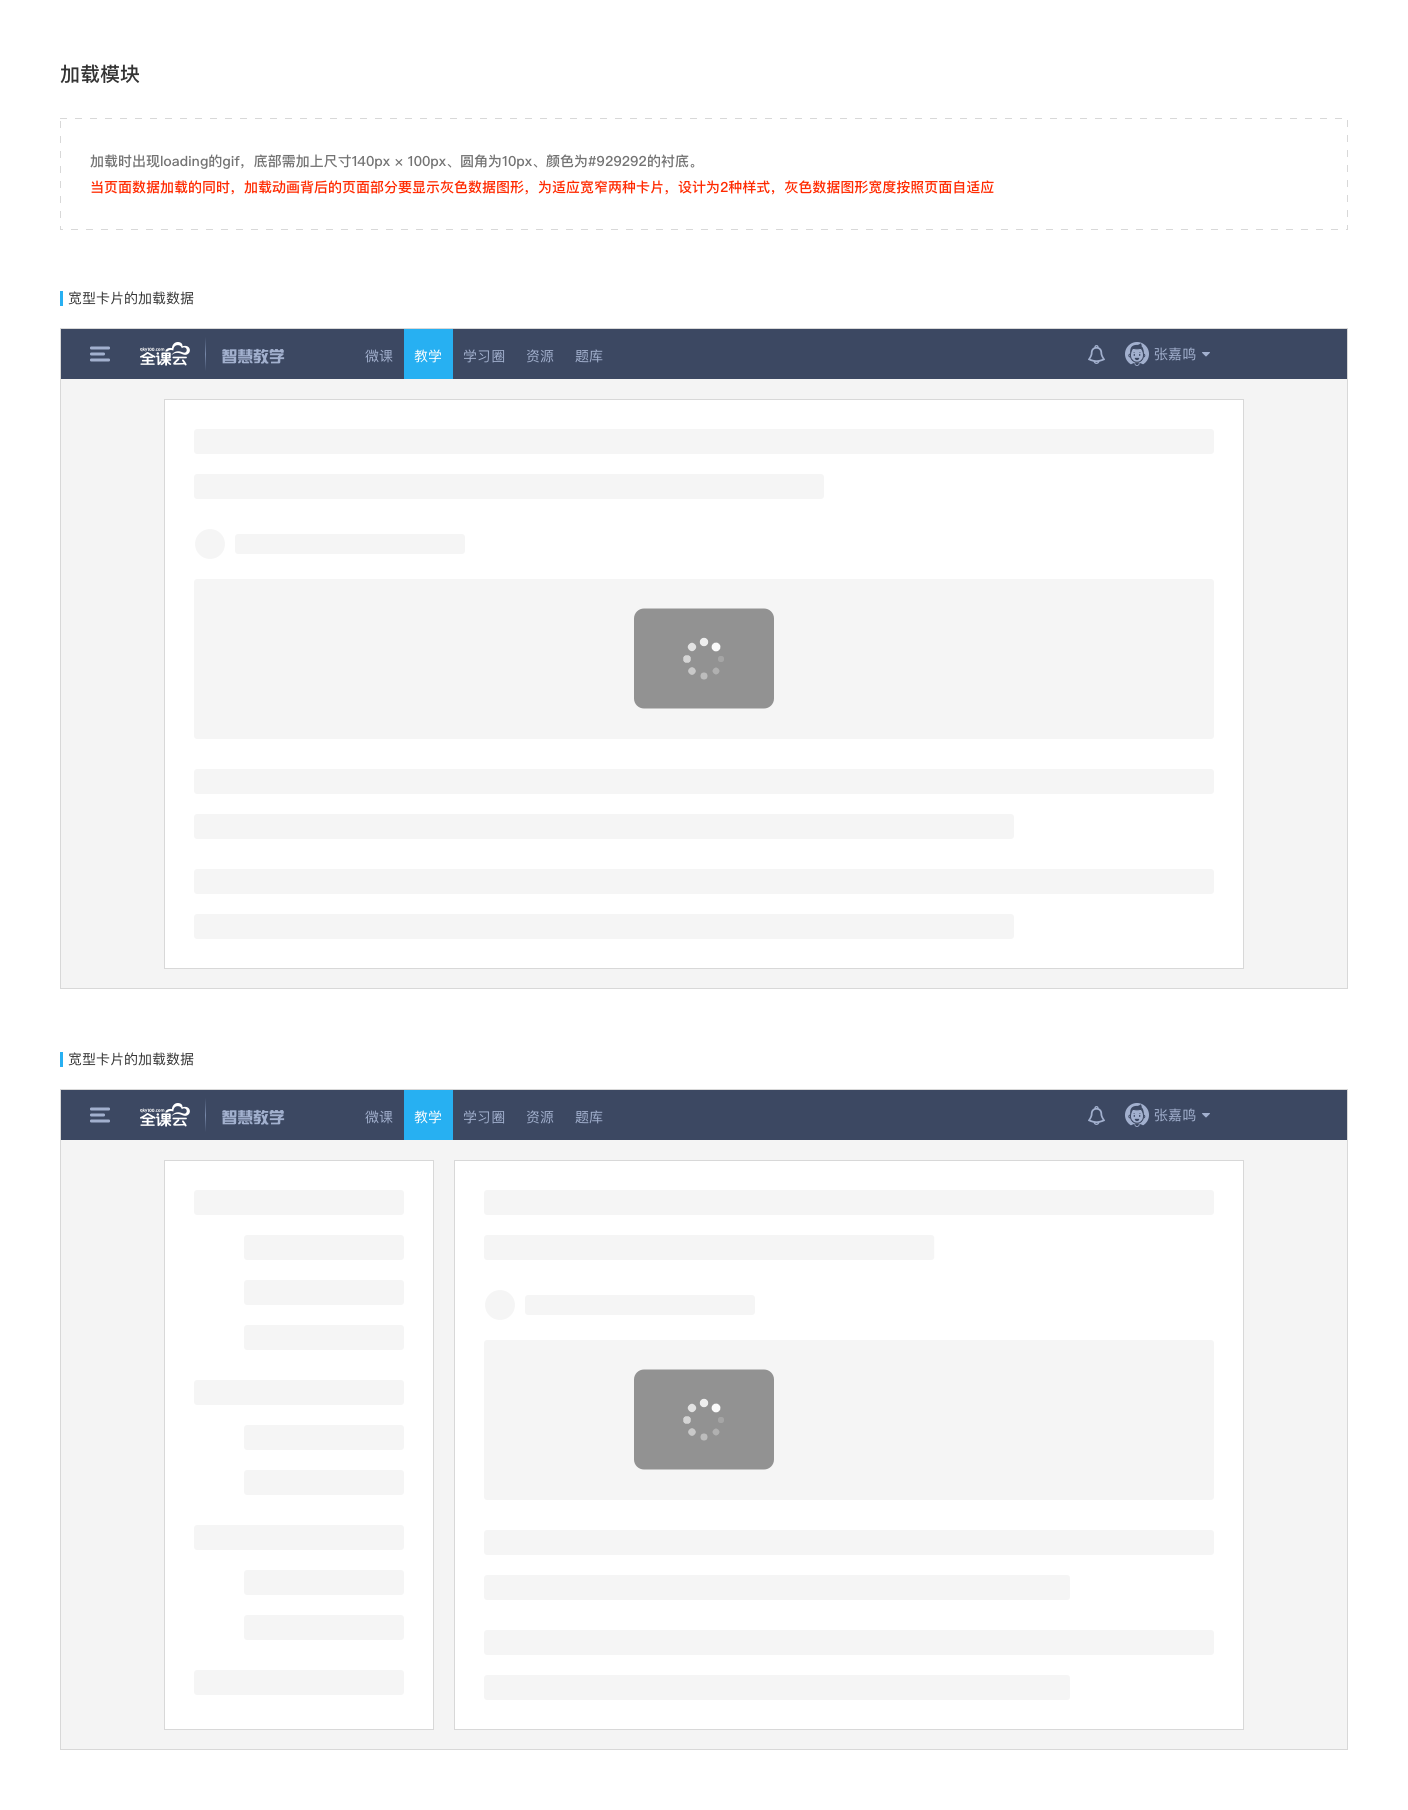 加载模块
加载时出现loading的gif，底部需加上尺寸140px × 100px、圆角为10px、颜色为#929292的衬底。
当页面数据加载的同时，加载动画背后的页面部分要显示灰色数据图形，为适应宽窄两种卡片，设计为2种样式，灰色数据图形宽度按照页面自适应
宽型卡片的加载数据
全课云 智慧教学 微课 教学 学习圈 资源 题库 张嘉鸣
宽型卡片的加载数据
全课云 智慧教学 微课 教学 学习圈 资源 题库 张嘉鸣